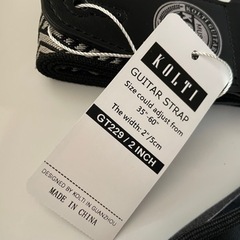 KOLTI
GUITAR STRAP
Size could adjust from
35"-60"
The width: 2"/5cm
GT229 / 2 INCH
DESIGNED BY KOLTI IN GUANZHOU
MADE IN CHINA